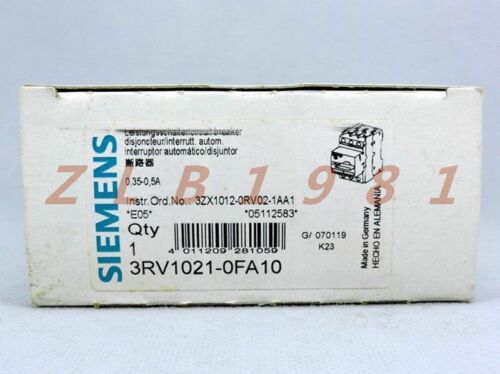 SIEMENS
Leistungsschalter/circuit breaker
disjoncteur/interrutt. autom.
interruptor automático/disjuntor
断路器
0,35-0,5A
Instr.Ord.No.: 3ZX1012-0RV02-1AA1
*E05*
*05112583*
Qty
1
4 011209 281059
3RV1021-0FA10
G/ 070119
K23
Made in Germany
HECHO EN ALEMANIA
ZLB1981